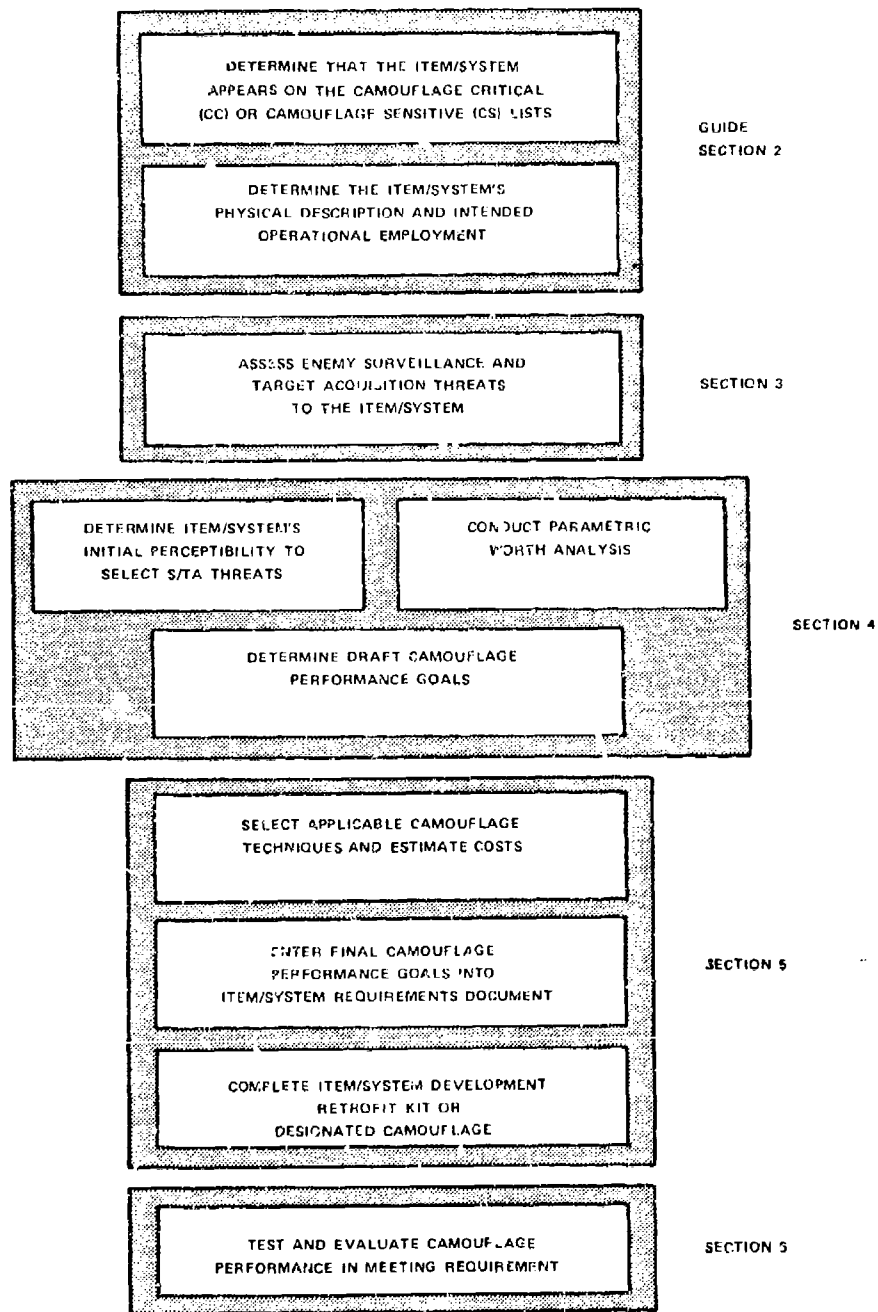 DETERMINE THAT THE ITEM/SYSTEM
APPEARS ON THE CAMOUFLAGE CRITICAL
(CC) OR CAMOUFLAGE SENSITIVE (CS) LISTS
GUIDE
SECTION 2
DETERMINE THE ITEM/SYSTEM'S
PHYSICAL DESCRIPTION AND INTENDED
OPERATIONAL EMPLOYMENT
ASSESS ENEMY SURVEILLANCE AND
TARGET ACQUISITION THREATS
TO THE ITEM/SYSTEM
SECTION 3
DETERMINE ITEM/SYSTEM'S
INITIAL PERCEPTIBILITY TO
SELECT S/TA THREATS
CONDUCT PARAMETRIC
WORTH ANALYSIS
SECTION 4
DETERMINE DRAFT CAMOUFLAGE
PERFORMANCE GOALS
SELECT APPLICABLE CAMOUFLAGE
TECHNIQUES AND ESTIMATE COSTS
ENTER FINAL CAMOUFLAGE
PERFORMANCE GOALS INTO
ITEM/SYSTEM REQUIREMENTS DOCUMENT
SECTION 5
COMPLETE ITEM/SYSTEM DEVELOPMENT
RETROFIT KIT OR
DESIGNATED CAMOUFLAGE
TEST AND EVALUATE CAMOUFLAGE
PERFORMANCE IN MEETING REQUIREMENT
SECTION 5